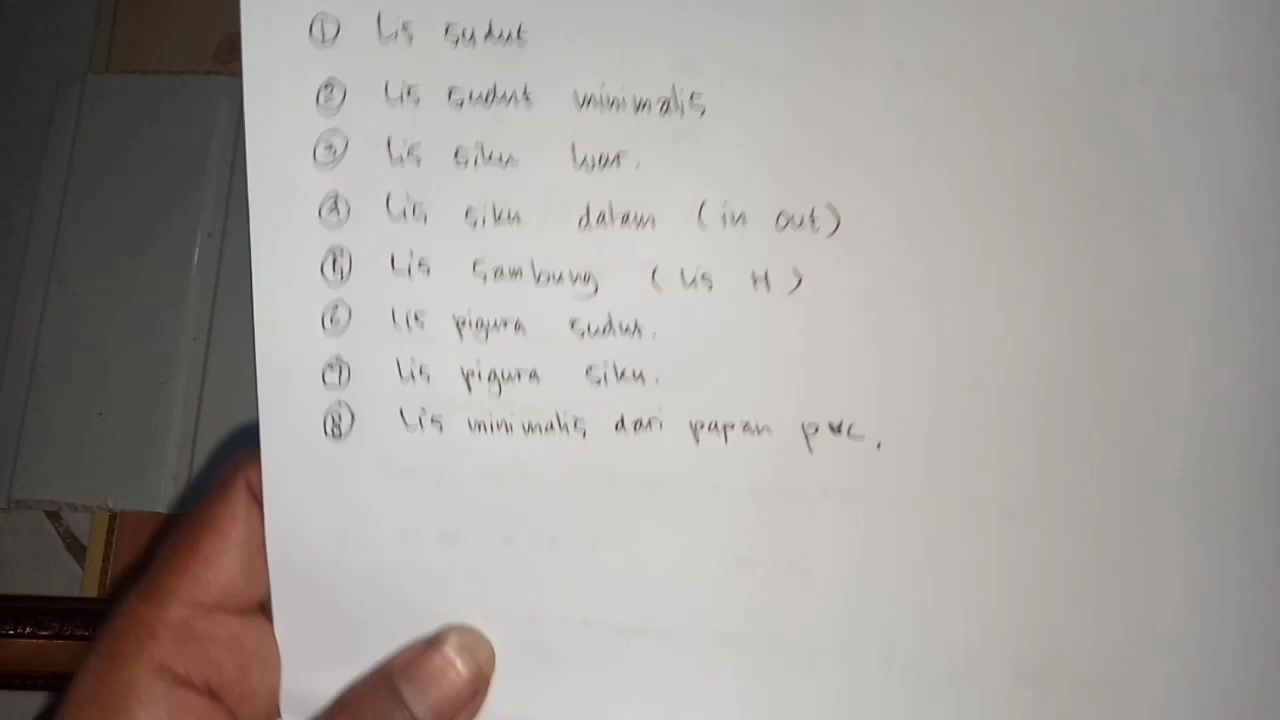 ① Lis sudut
② Lis sudut minimalis
③ Lis siku luar.
④ Lis siku dalam (in out)
⑤ Lis sambung (Lis H)
⑥ Lis pigura sudut.
⑦ Lis pigura siku.
⑧ Lis minimalis dari papan pvc.